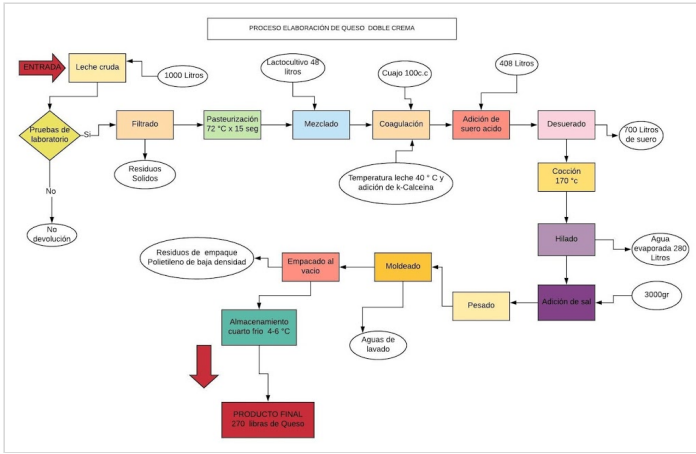 PROCESO ELABORACIÓN DE QUESO DOBLE CREMA
ENTRADA
Leche cruda
1000 Litros
Lactocultivo 48
litros
Cuajo 100c.c
408 Litros
Pruebas de
laboratorio
Si
Filtrado
Pasteurización
72 °C x 15 seg
Mezclado
Coagulación
Adición de
suero acido
Desuerado
700 Litros
de suero
Residuos
Solidos
Temperatura leche 40 ° C y
adición de k-Calceina
Cocción
170 °c
No
No
devolución
Hilado
Agua
evaporada 280
Litros
Residuos de empaque
Polietileno de baja densidad
Empacado al
vacio
Moldeado
Adición de sal
3000gr
Pesado
Almacenamiento
cuarto frio 4-6 °C
Aguas de
lavado
PRODUCTO FINAL
270 libras de Queso